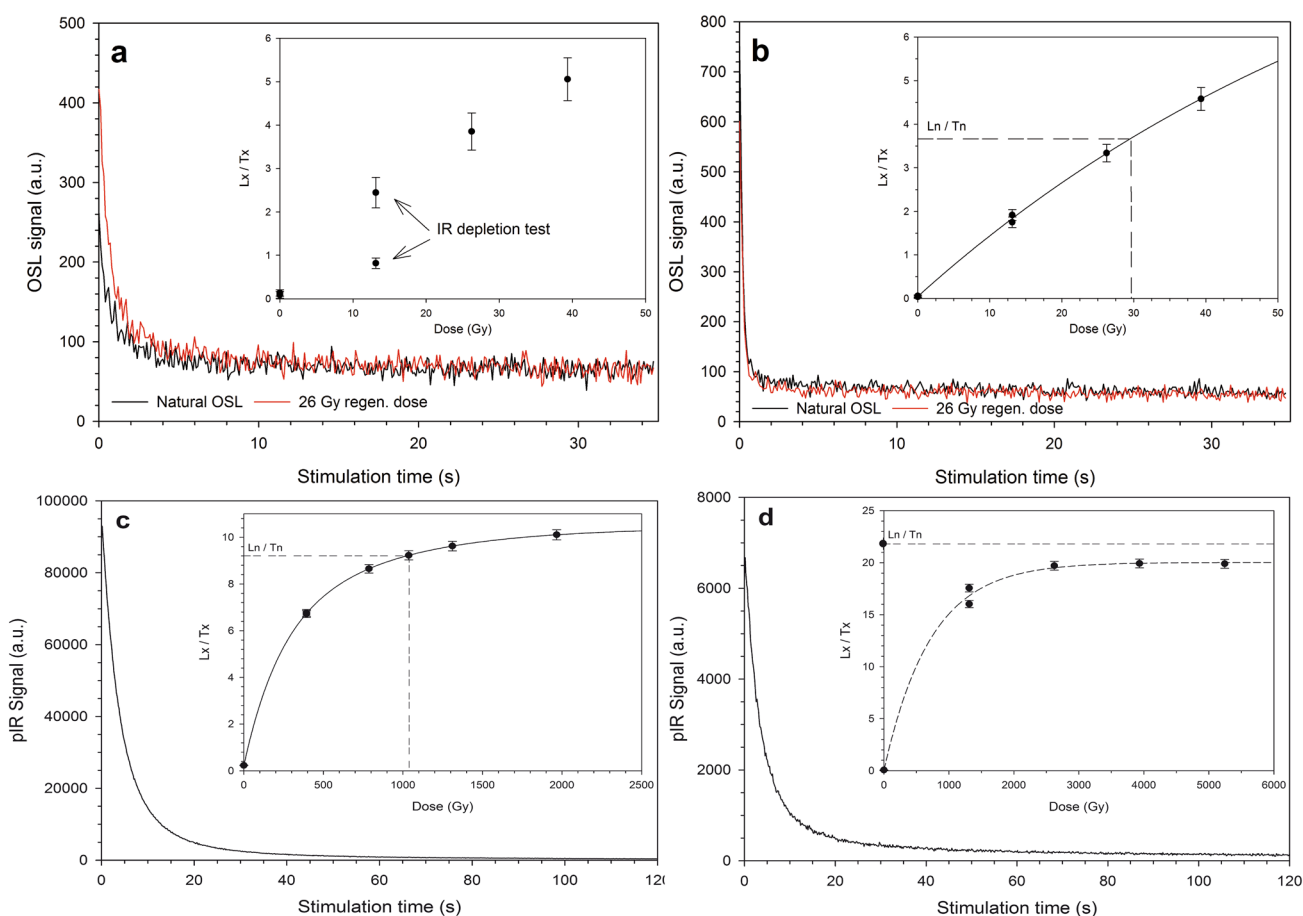 a
OSL signal (a.u.)
500
400
300
200
100
0
Lx / Tx
6
5
4
3
2
1
0
IR depletion test
0 10 20 30 40 50
Dose (Gy)
Natural OSL 26 Gy regen. dose
0 10 20 30
Stimulation time (s)
b
OSL signal (a.u.)
800
700
600
500
400
300
200
100
0
Lx / Tx
6
5
4
3
2
1
0
Ln / Tn
0 10 20 30 40 50
Dose (Gy)
Natural OSL 26 Gy regen. dose
0 10 20 30
Stimulation time (s)
c
pIR Signal (a.u.)
100000
90000
80000
70000
60000
50000
40000
30000
20000
10000
0
Lx / Tx
10
8
6
4
2
0
Ln / Tn
0 500 1000 1500 2000 2500
Dose (Gy)
0 20 40 60 80 100 120
Stimulation time (s)
d
pIR Signal (a.u.)
8000
6000
4000
2000
0
Lx / Tx
25
20
15
10
5
0
Ln / Tn
0 1000 2000 3000 4000 5000 6000
Dose (Gy)
0 20 40 60 80 100 120
Stimulation time (s)